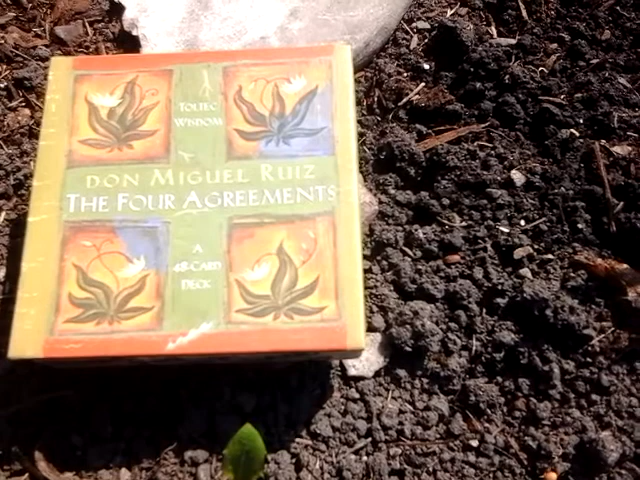 TOLTEC
WISDOM
DON MIGUEL RUIZ
THE FOUR AGREEMENTS
A
48-CARD
DECK